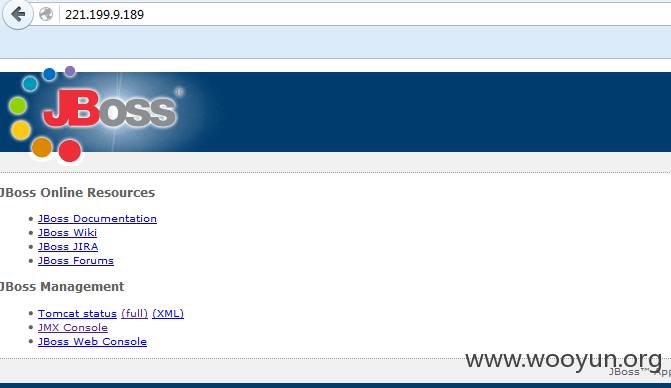 221.199.9.189
JBoss®
JBoss Online Resources
JBoss Documentation
JBoss Wiki
JBoss JIRA
JBoss Forums
JBoss Management
Tomcat status (full) (XML)
JMX Console
JBoss Web Console
www.wooyun.org
JBoss™